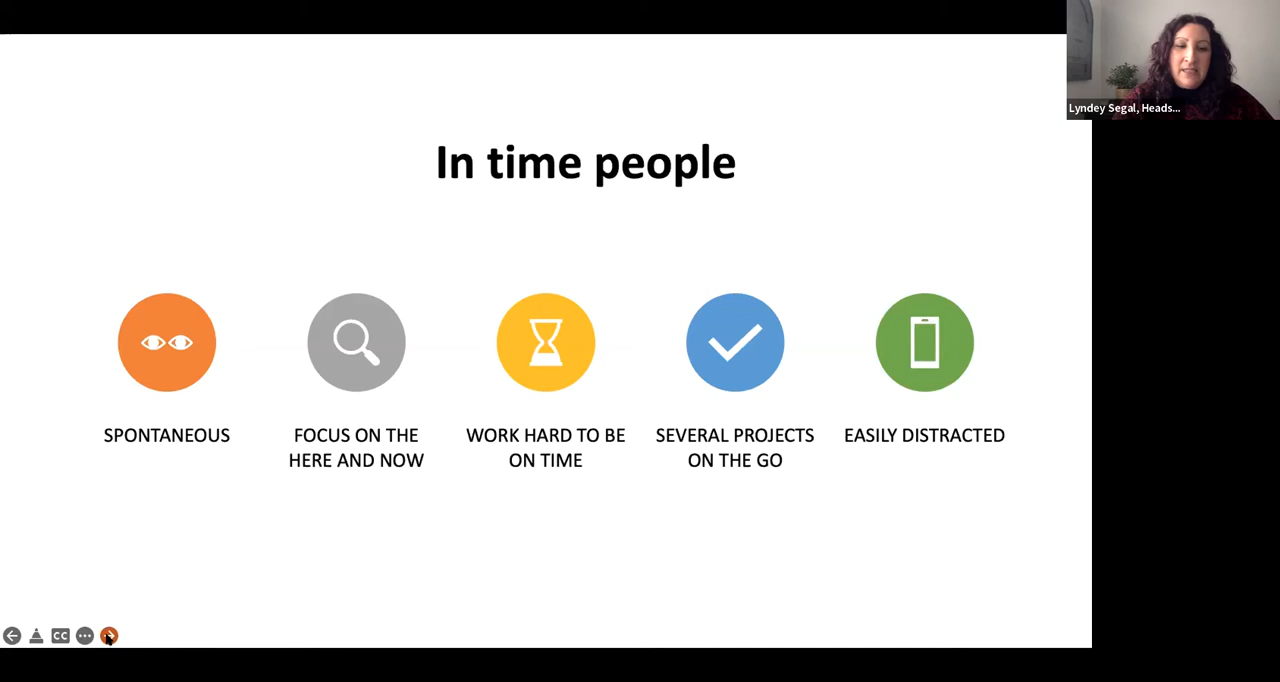 Lyndey Segal, Heads...
In time people
SPONTANEOUS
FOCUS ON THE
HERE AND NOW
WORK HARD TO BE
ON TIME
SEVERAL PROJECTS
ON THE GO
EASILY DISTRACTED
CC